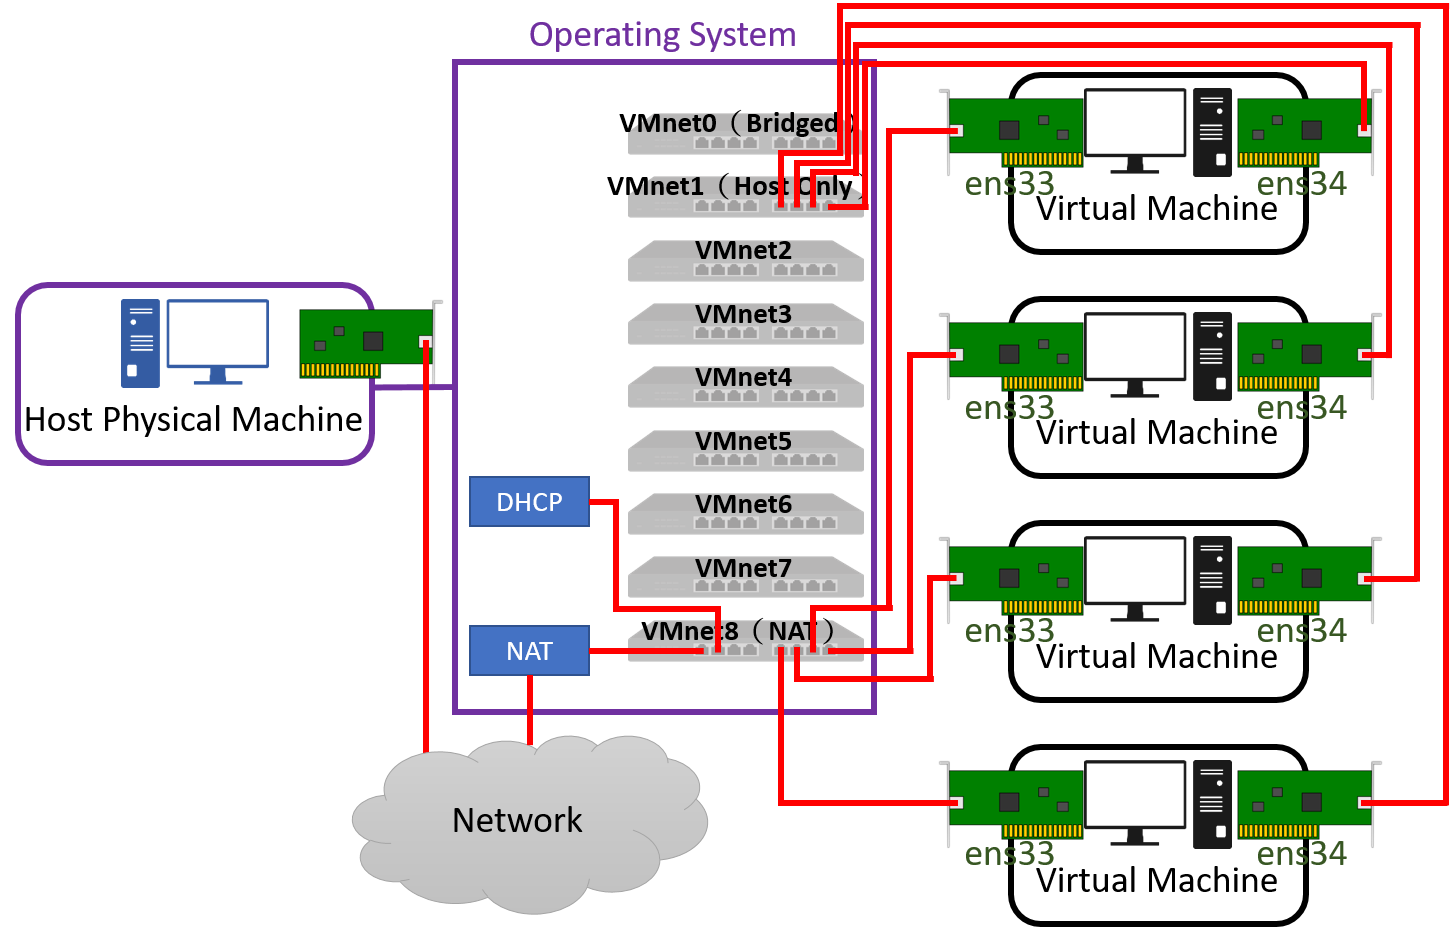 Operating System
VMnet0（Bridged）
VMnet1（Host Only）
VMnet2
VMnet3
VMnet4
VMnet5
VMnet6
VMnet7
VMnet8（NAT）
Host Physical Machine
DHCP
NAT
Network
ens33
ens34
Virtual Machine
ens33
ens34
Virtual Machine
ens33
ens34
Virtual Machine
ens33
ens34
Virtual Machine